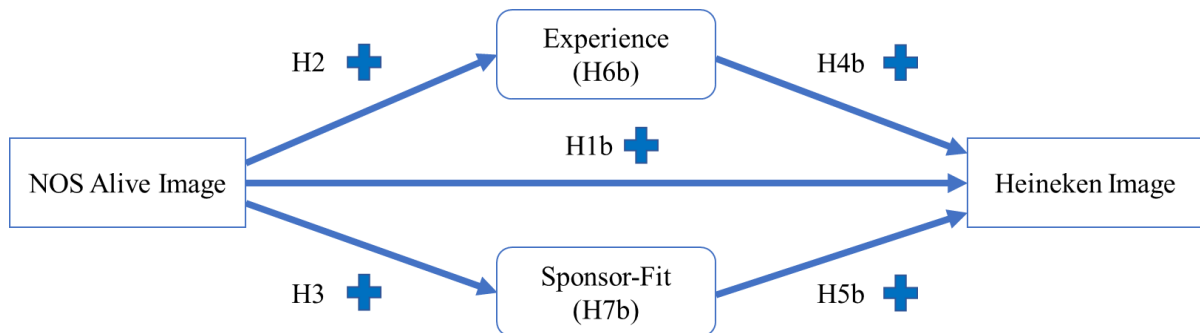 Experience
(H6b)
H2
H4b
H1b
NOS Alive Image
Heineken Image
H3
Sponsor-Fit
(H7b)
H5b